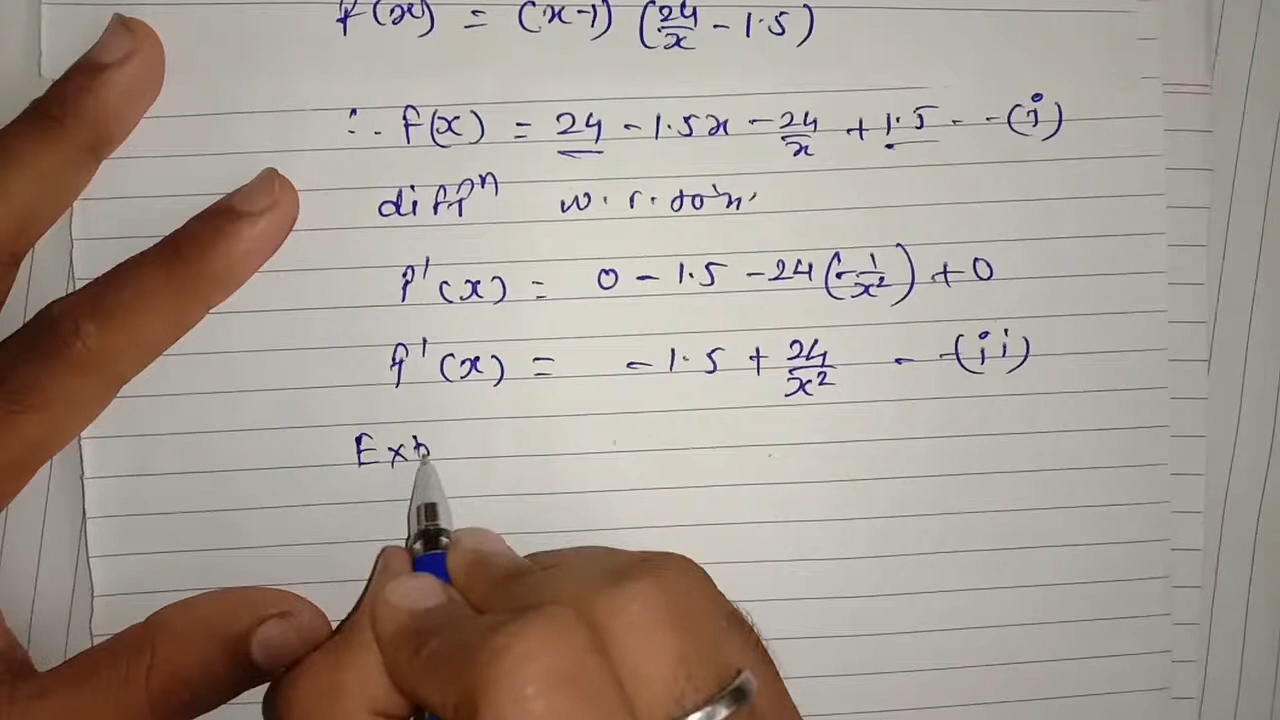 f(x) = (x-1) (24/x - 1.5)
∴ f(x) = 24 - 1.5x - 24/x + 1.5 - - (i)
diffⁿ w.r.to 'x'
f'(x) = 0 - 1.5 - 24(-1/x²) + 0
f'(x) = - 1.5 + 24/x² - - (ii)